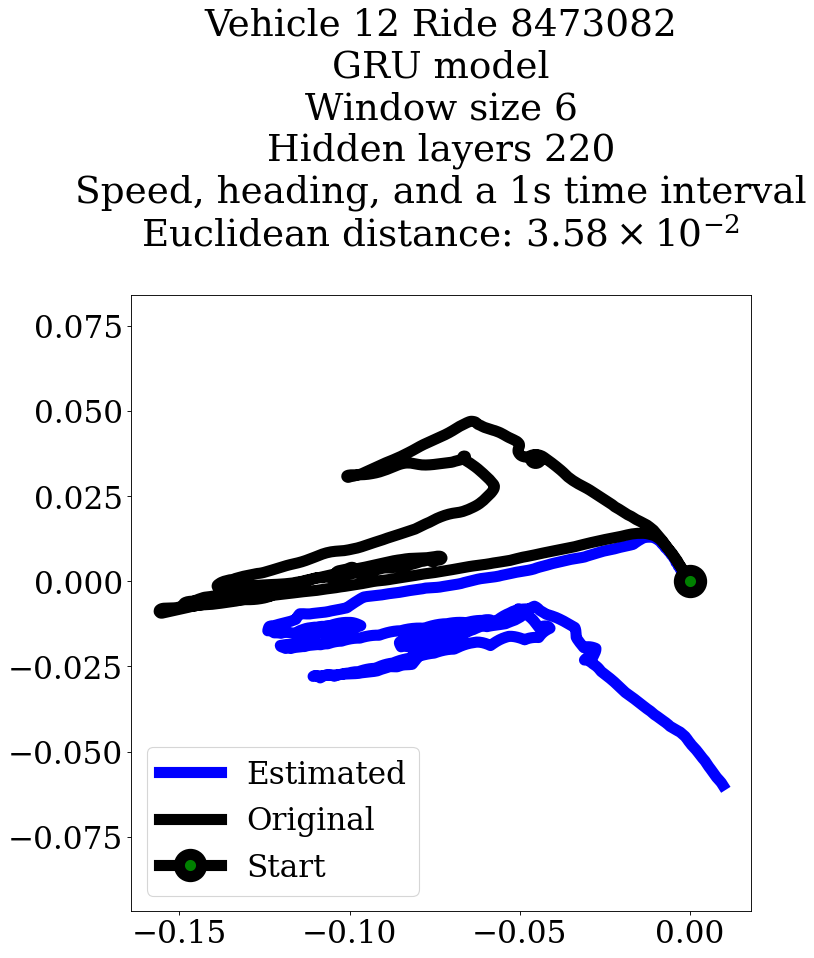 Vehicle 12 Ride 8473082
GRU model
Window size 6
Hidden layers 220
Speed, heading, and a 1s time interval
Euclidean distance: 3.58 × 10⁻²
0.075
0.050
0.025
0.000
−0.025
−0.050
−0.075
Estimated
Original
Start
−0.15
−0.10
−0.05
0.00